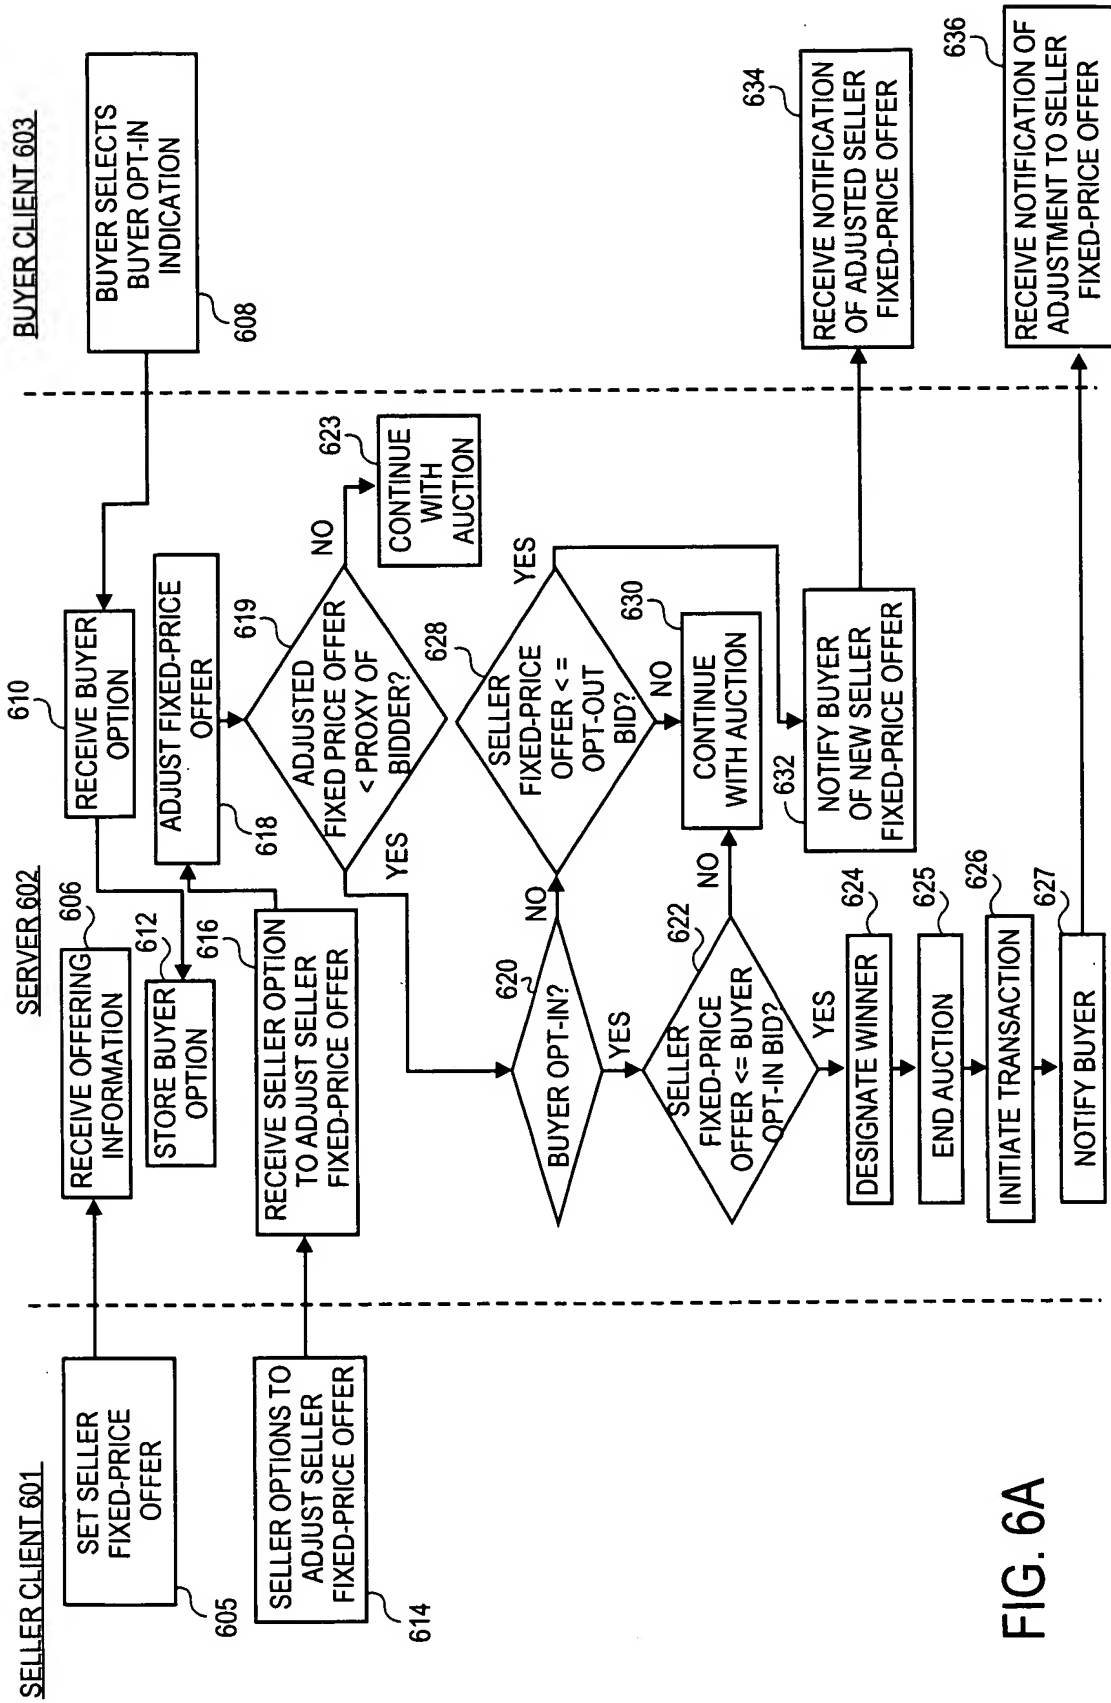 SELLER CLIENT 601
SERVER 602
BUYER CLIENT 603
SET SELLER
FIXED-PRICE
OFFER
605
RECEIVE OFFERING
INFORMATION
606
BUYER SELECTS
BUYER OPT-IN
INDICATION
608
RECEIVE BUYER
OPTION
610
STORE BUYER
OPTION
612
SELLER OPTIONS TO
ADJUST SELLER
FIXED-PRICE OFFER
614
RECEIVE SELLER OPTION
TO ADJUST SELLER
FIXED-PRICE OFFER
616
ADJUST FIXED-PRICE
OFFER
618
ADJUSTED
FIXED PRICE OFFER
< PROXY OF
BIDDER?
619
NO
YES
CONTINUE
WITH
AUCTION
623
BUYER OPT-IN?
620
NO
YES
SELLER
FIXED-PRICE
OFFER < =
OPT-OUT
BID?
628
YES
NO
SELLER
FIXED-PRICE
OFFER <= BUYER
OPT-IN BID?
622
NO
YES
CONTINUE
WITH AUCTION
630
NOTIFY BUYER
OF NEW SELLER
FIXED-PRICE OFFER
632
RECEIVE NOTIFICATION
OF ADJUSTED SELLER
FIXED-PRICE OFFER
634
DESIGNATE WINNER
624
END AUCTION
625
INITIATE TRANSACTION
626
NOTIFY BUYER
627
RECEIVE NOTIFICATION OF
ADJUSTMENT TO SELLER
FIXED-PRICE OFFER
636
FIG. 6A